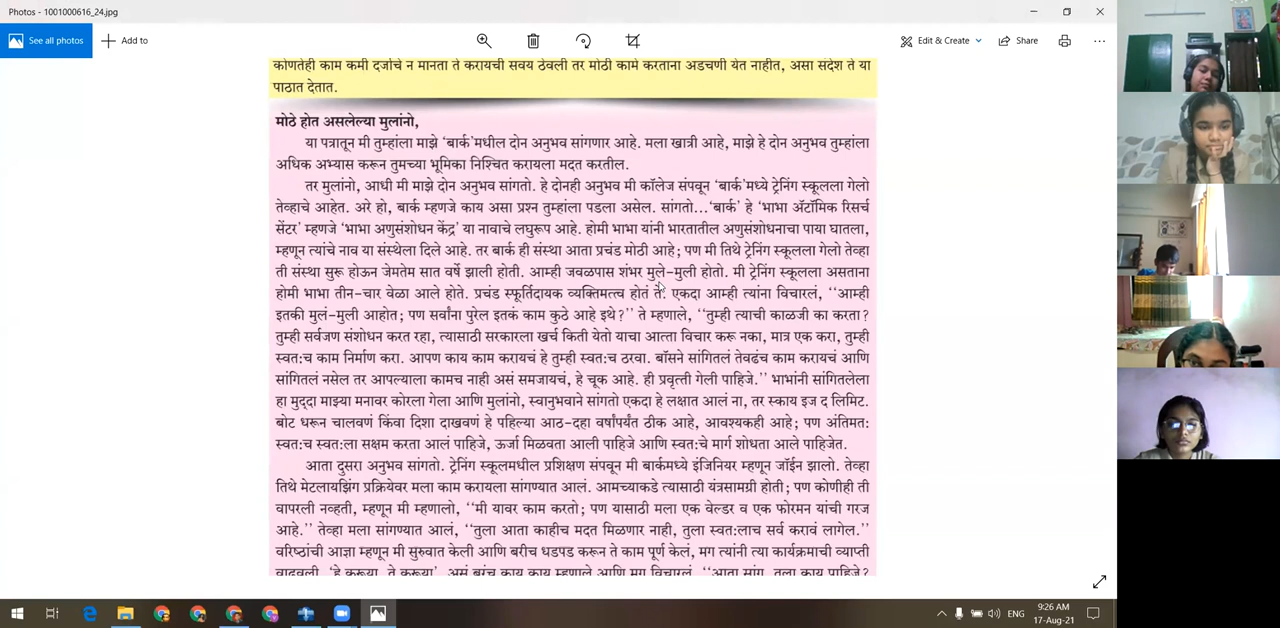 Photos - 1001000616_24.jpg
See all photos
Add to
Edit & Create
Share
कोणतेही काम कमी दर्जाचे न मानता ते करायची सवय ठेवली तर मोठी कामे करताना अडचणी येत नाहीत, असा संदेश ते या
पाठात देतात.
मोठे होत असलेल्या मुलांनो,
या पत्रातून मी तुम्हांला माझे ‘बार्क’मधील दोन अनुभव सांगणार आहे. मला खात्री आहे, माझे हे दोन अनुभव तुम्हांला
अधिक अभ्यास करून तुमच्या भूमिका निश्चित करायला मदत करतील.
तर मुलांनो, आधी मी माझे दोन अनुभव सांगतो. हे दोनही अनुभव मी कॉलेज संपवून ‘बार्क’मध्ये ट्रेनिंग स्कूलला गेलो
तेव्हाचे आहेत. अरे हो, बार्क म्हणजे काय असा प्रश्न तुम्हांला पडला असेल. सांगतो...‘बार्क’ हे ‘भाभा ॲटॉमिक रिसर्च
सेंटर’ म्हणजे ‘भाभा अणुसंशोधन केंद्र’ या नावाचे लघुरूप आहे. होमी भाभा यांनी भारतातील अणुसंशोधनाचा पाया घातला,
म्हणून त्यांचे नाव या संस्थेला दिले आहे. तर बार्क ही संस्था आता प्रचंड मोठी आहे; पण मी तिथे ट्रेनिंग स्कूलला गेलो तेव्हा
ती संस्था सुरू होऊन जेमतेम सात वर्षे झाली होती. आम्ही जवळपास शंभर मुले-मुली होतो. मी ट्रेनिंग स्कूलला असताना
होमी भाभा तीन-चार वेळा आले होते. प्रचंड स्फूर्तिदायक व्यक्तिमत्त्व होतं ते. एकदा आम्ही त्यांना विचारलं, ‘‘आम्ही
इतकी मुलं-मुली आहोत; पण सर्वांना पुरेल इतकं काम कुठे आहे इथे?’’ ते म्हणाले, ‘‘तुम्ही त्याची काळजी का करता?
तुम्ही सर्वजण संशोधन करत रहा, त्यासाठी सरकारला खर्च किती येतो याचा आत्ता विचार करू नका, मात्र एक करा, तुम्ही
स्वत:च काम निर्माण करा. आपण काय काम करायचं हे तुम्ही स्वत:च ठरवा. बॉसने सांगितलं तेवढंच काम करायचं आणि
सांगितलं नसेल तर आपल्याला कामच नाही असं समजायचं, हे चूक आहे. ही प्रवृत्ती गेली पाहिजे.’’ भाभांनी सांगितलेला
हा मुद्दा माझ्या मनावर कोरला गेला आणि मुलांनो, स्वानुभवाने सांगतो एकदा हे लक्षात आलं ना, तर स्काय इज द लिमिट.
बोट धरून चालवणं किंवा दिशा दाखवणं हे पहिल्या आठ-दहा वर्षांपर्यंत ठीक आहे, आवश्यकही आहे; पण अंतिमत:
स्वत:च स्वत:ला सक्षम करता आलं पाहिजे, ऊर्जा मिळवता आली पाहिजे आणि स्वत:चे मार्ग शोधता आले पाहिजेत.
आता दुसरा अनुभव सांगतो. ट्रेनिंग स्कूलमधील प्रशिक्षण संपवून मी बार्कमध्ये इंजिनियर म्हणून जॉईन झालो. तेव्हा
तिथे मेटलायझिंग प्रक्रियेवर मला काम करायला सांगण्यात आलं. आमच्याकडे त्यासाठी यंत्रसामग्री होती; पण कोणीही ती
वापरली नव्हती, म्हणून मी म्हणालो, ‘‘मी यावर काम करतो; पण यासाठी मला एक वेल्डर व एक फोरमन यांची गरज
आहे.’’ तेव्हा मला सांगण्यात आलं, ‘‘तुला आता काहीच मदत मिळणार नाही, तुला स्वत:लाच सर्व करावं लागेल.’’
वरिष्ठांची आज्ञा म्हणून मी सुरुवात केली आणि बरीच धडपड करून ते काम पूर्ण केलं, मग त्यांनी त्या कार्यक्रमाची व्याप्ती
वाढवली. ‘हे करूया, ते करूया’, असं बरंच काय काय म्हणाले आणि मग विचारलं, ‘‘आता सांग, तुला काय पाहिजे?
ENG
9:26 AM
17-Aug-21